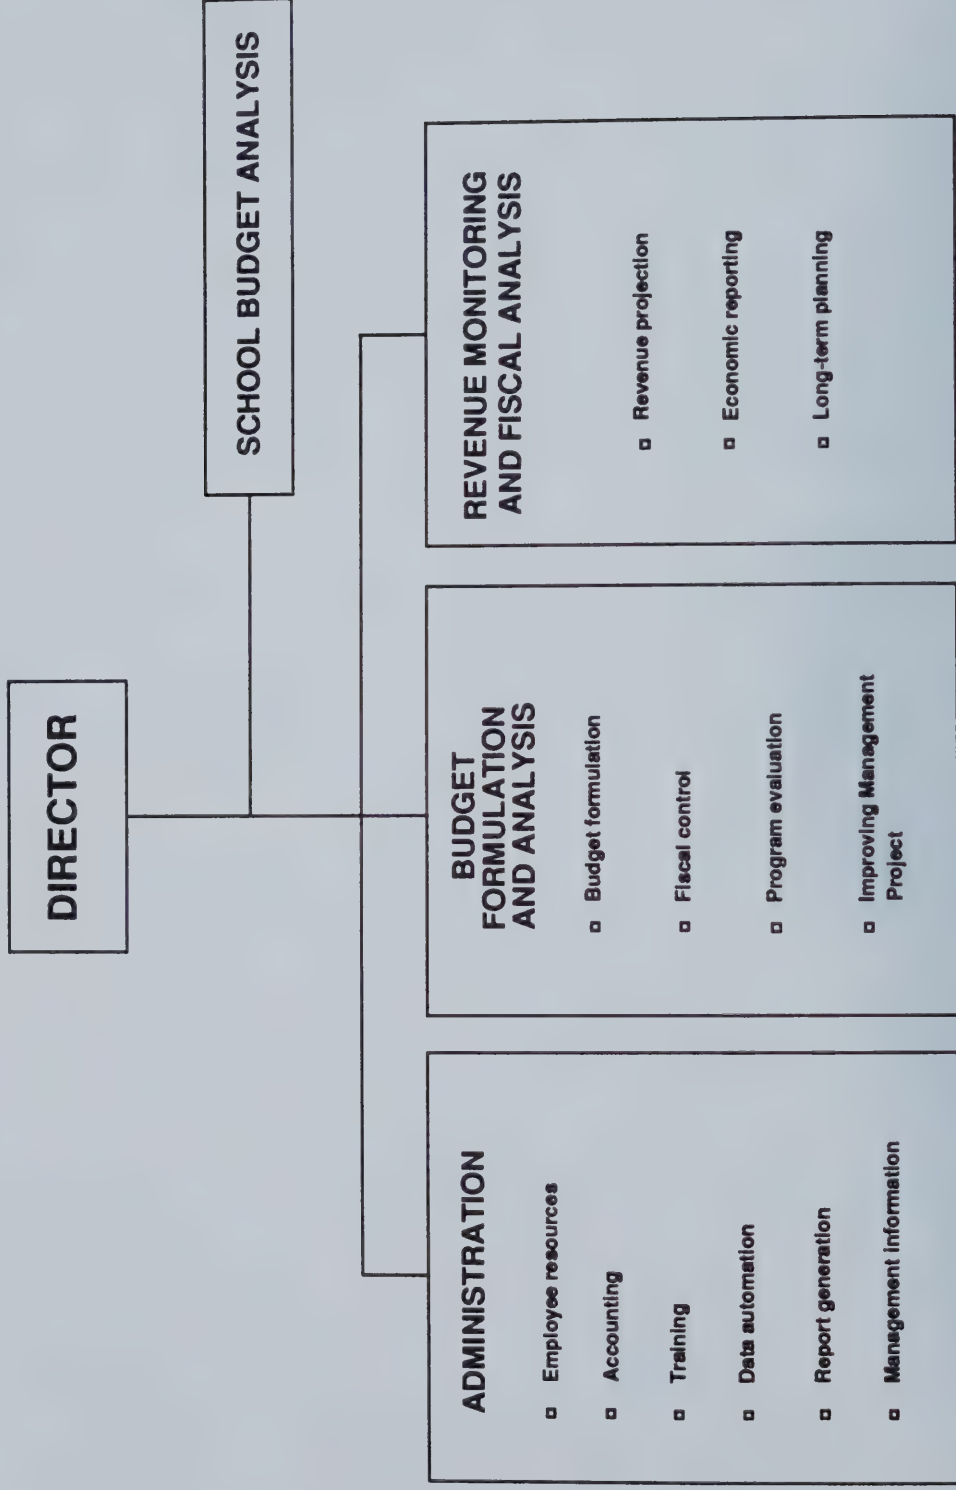 DIRECTOR
SCHOOL BUDGET ANALYSIS
ADMINISTRATION
Employee resources
Accounting
Training
Data automation
Report generation
Management information
BUDGET
FORMULATION
AND ANALYSIS
Budget formulation
Fiscal control
Program evaluation
Improving Management
Project
REVENUE MONITORING
AND FISCAL ANALYSIS
Revenue projection
Economic reporting
Long-term planning